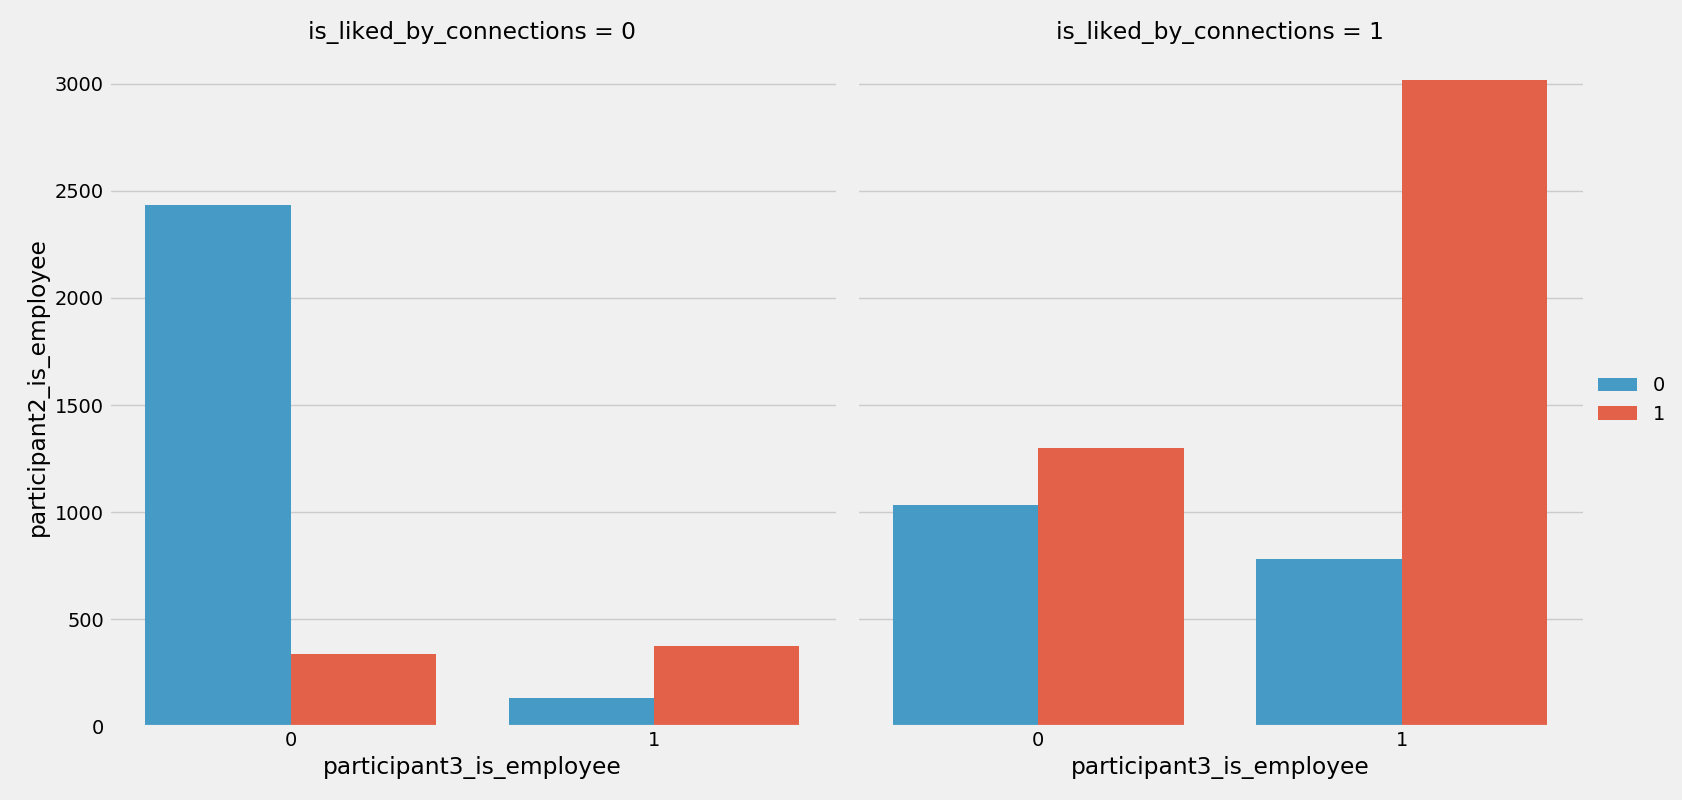 is_liked_by_connections = 0
is_liked_by_connections = 1
participant2_is_employee
3000
2500
2000
1500
1000
500
0
0
1
0
1
participant3_is_employee
participant3_is_employee
0
1